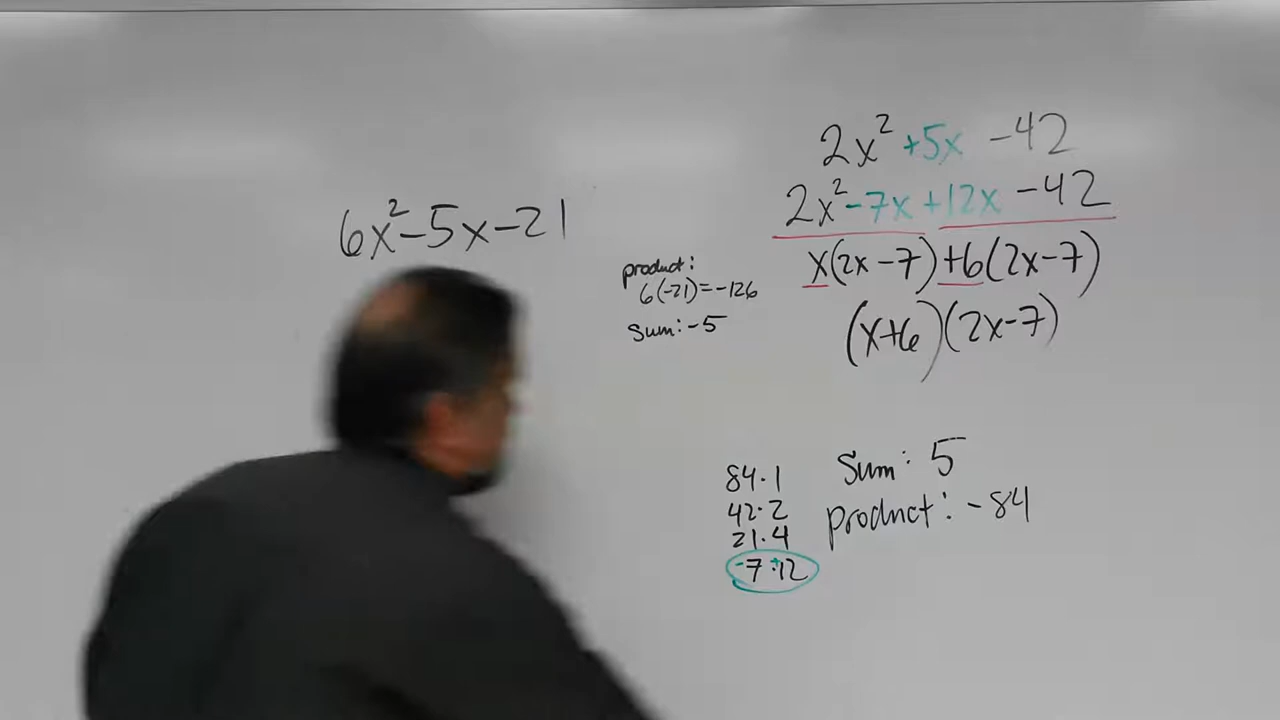 6x²-5x-21
product:
6(-21)=-126
sum: -5
2x² +5x -42
2x²-7x+12x-42
x(2x-7)+6(2x-7)
(x+6)(2x-7)
84·1
42·2
21·4
-7·+12
Sum: 5
product: -84